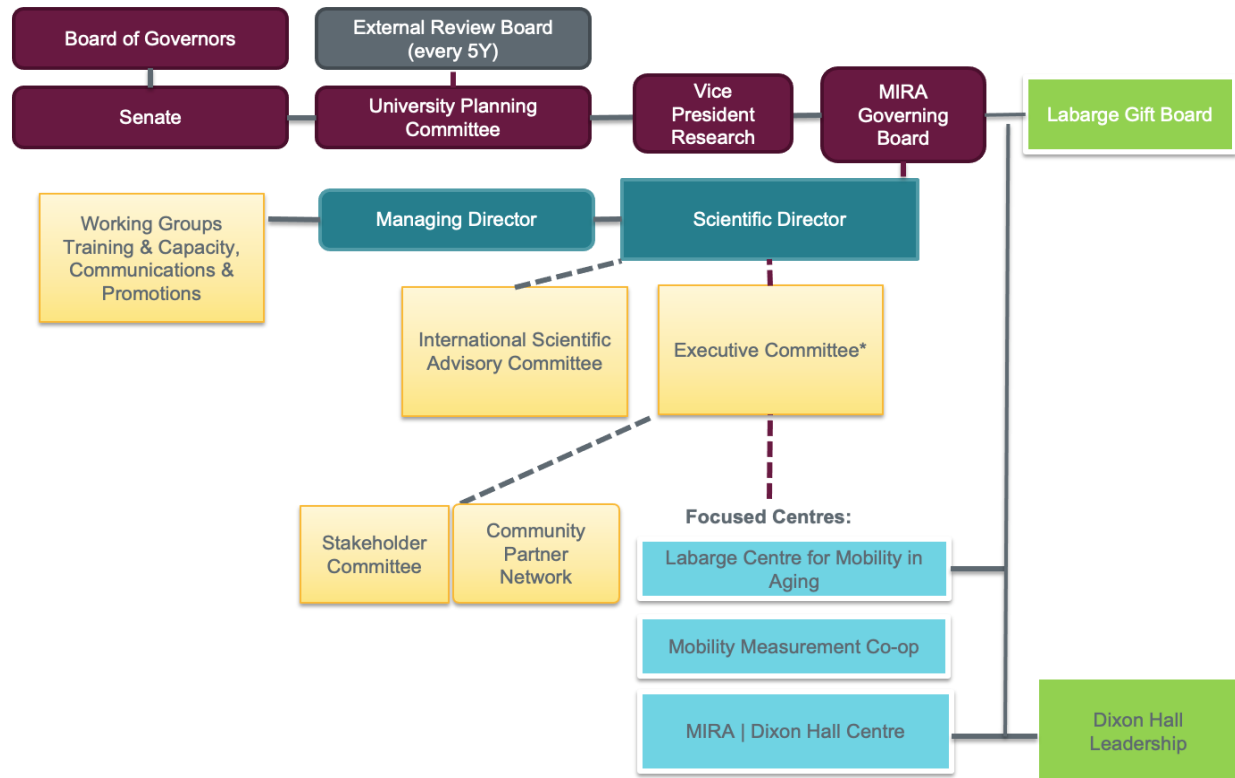 Board of Governors
External Review Board
(every 5Y)
Senate
University Planning
Committee
Vice
President
Research
MIRA
Governing
Board
Labarge Gift Board
Working Groups
Training & Capacity,
Communications &
Promotions
Managing Director
Scientific Director
International Scientific
Advisory Committee
Executive Committee*
Stakeholder
Committee
Community
Partner
Network
Focused Centres:
Labarge Centre for Mobility in
Aging
Mobility Measurement Co-op
MIRA | Dixon Hall Centre
Dixon Hall
Leadership